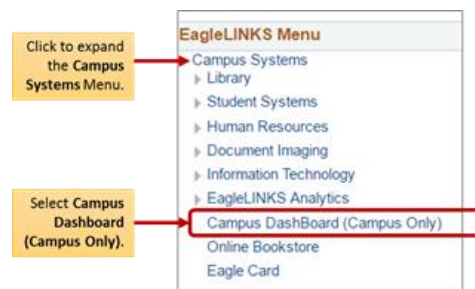 Click to expand
the Campus
Systems Menu.
EagleLINKS Menu
Campus Systems
Library
Student Systems
Human Resources
Document Imaging
Information Technology
EagleLINKS Analytics
Select Campus
Dashboard
(Campus Only).
Campus DashBoard (Campus Only)
Online Bookstore
Eagle Card